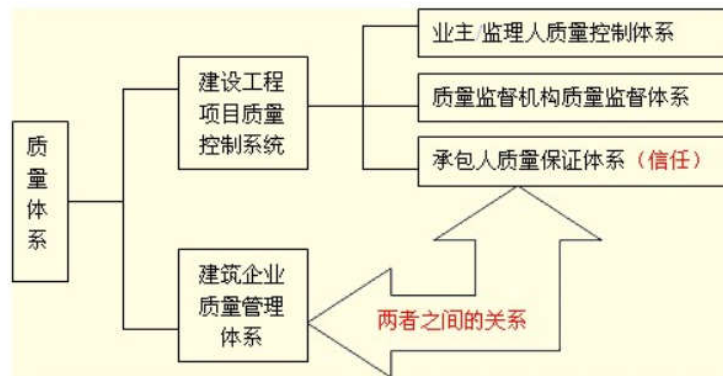 质
量
体
系
建设工程
项目质量
控制系统
业主/监理人质量控制体系
质量监督机构质量监督体系
承包人质量保证体系（信任）
建筑企业
质量管理
体系
两者之间的关系